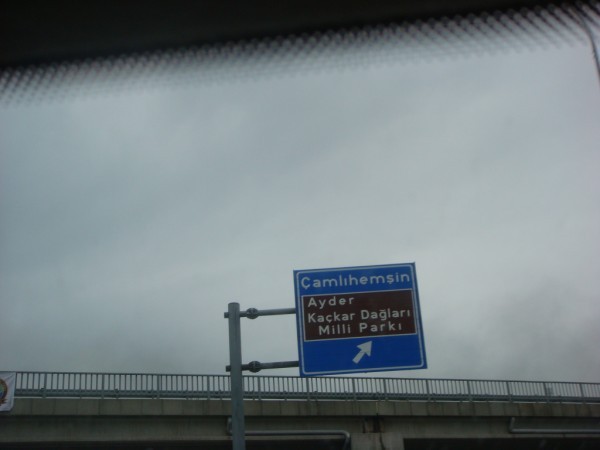 Çamlıhemşin
Ayder
Kaçkar Dağları
Milli Parkı